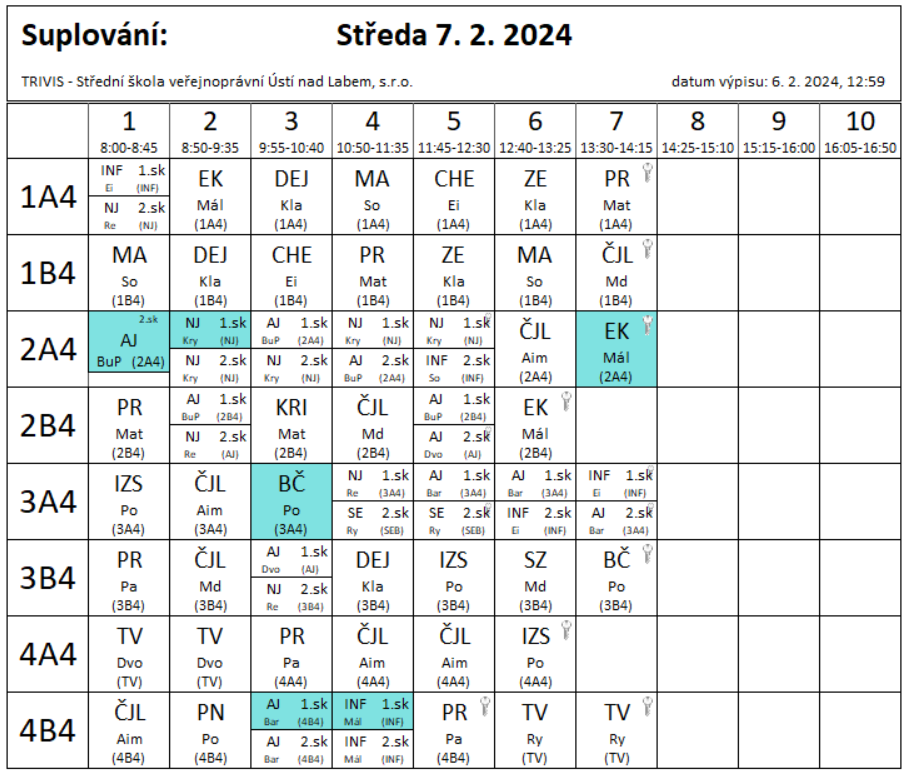 Suplování: Středa 7. 2. 2024
TRIVIS - Střední škola veřejnoprávní Ústí nad Labem, s.r.o. datum výpisu: 6. 2. 2024, 12:59
1 2 3 4 5 6 7 8 9 10
8:00-8:45 8:50-9:35 9:55-10:40 10:50-11:35 11:45-12:30 12:40-13:25 13:30-14:15 14:25-15:10 15:15-16:00 16:05-16:50
1A4
INF 1.sk
Ei (INF)
NJ 2.sk
Re (NJ)
EK
Mál
(1A4)
DEJ
Kla
(1A4)
MA
So
(1A4)
CHE
Ei
(1A4)
ZE
Kla
(1A4)
PR
Mat
(1A4)
1B4
MA
So
(1B4)
DEJ
Kla
(1B4)
CHE
Ei
(1B4)
PR
Mat
(1B4)
ZE
Kla
(1B4)
MA
So
(1B4)
ČJL
Md
(1B4)
2A4
2.sk
AJ
BuP (2A4)
NJ 1.sk
Kry (NJ)
NJ 2.sk
Kry (NJ)
AJ 1.sk
BuP (2A4)
NJ 2.sk
Kry (NJ)
NJ 1.sk
Kry (NJ)
AJ 2.sk
BuP (2A4)
NJ 1.sk
Kry (NJ)
INF 2.sk
So (INF)
ČJL
Aim
(2A4)
EK
Mál
(2A4)
2B4
PR
Mat
(2B4)
AJ 1.sk
BuP (2B4)
NJ 2.sk
Re (AJ)
KRI
Mat
(2B4)
ČJL
Md
(2B4)
AJ 1.sk
BuP (2B4)
AJ 2.sk
Dvo (AJ)
EK
Mál
(2B4)
3A4
IZS
Po
(3A4)
ČJL
Aim
(3A4)
BČ
Po
(3A4)
NJ 1.sk
Re (3A4)
SE 2.sk
Ry (SEB)
AJ 1.sk
Bar (3A4)
SE 2.sk
Ry (SEB)
AJ 1.sk
Bar (3A4)
INF 2.sk
Ei (INF)
INF 1.sk
Ei (INF)
AJ 2.sk
Bar (3A4)
3B4
PR
Pa
(3B4)
ČJL
Md
(3B4)
AJ 1.sk
Dvo (AJ)
NJ 2.sk
Re (3B4)
DEJ
Kla
(3B4)
IZS
Po
(3B4)
SZ
Md
(3B4)
BČ
Po
(3B4)
4A4
TV
Dvo
(TV)
TV
Dvo
(TV)
PR
Pa
(4A4)
ČJL
Aim
(4A4)
ČJL
Aim
(4A4)
IZS
Po
(4A4)
4B4
ČJL
Aim
(4B4)
PN
Po
(4B4)
AJ 1.sk
Bar (4B4)
AJ 2.sk
Bar (4B4)
INF 1.sk
Mál (INF)
INF 2.sk
Mál (INF)
PR
Pa
(4B4)
TV
Ry
(TV)
TV
Ry
(TV)